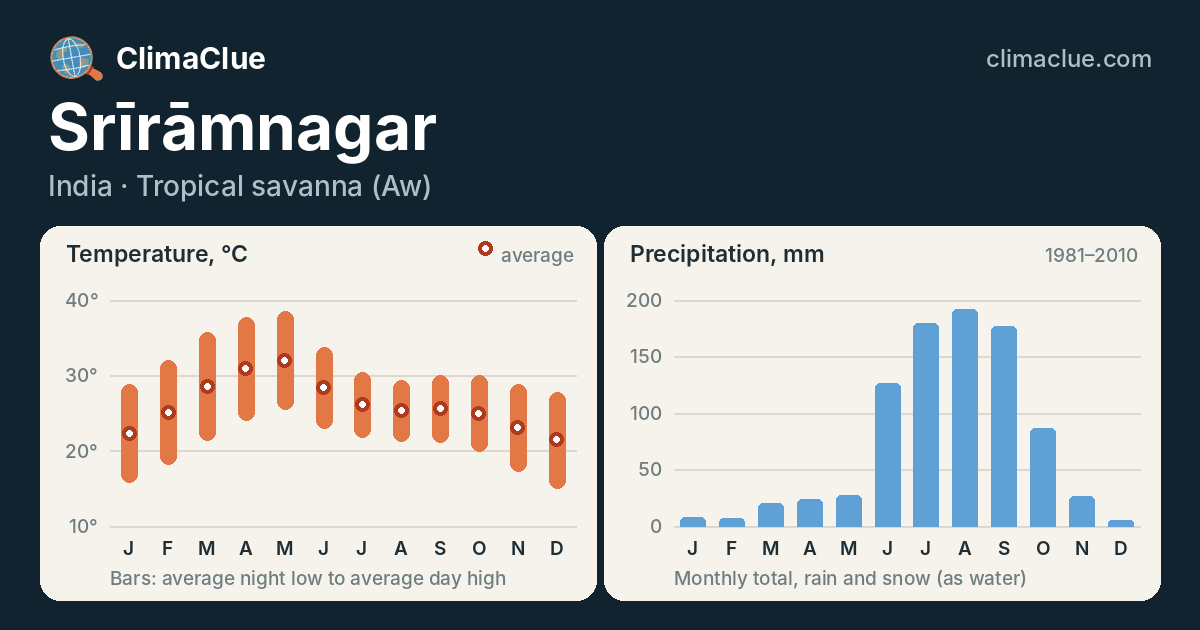 ClimaClue
climaclue.com
Srīrāmnagar
India · Tropical savanna (Aw)
Temperature, °C
average
40°
30°
20°
10°
J F M A M J J A S O N D
Bars: average night low to average day high
Precipitation, mm
1981–2010
200
150
100
50
0
J F M A M J J A S O N D
Monthly total, rain and snow (as water)